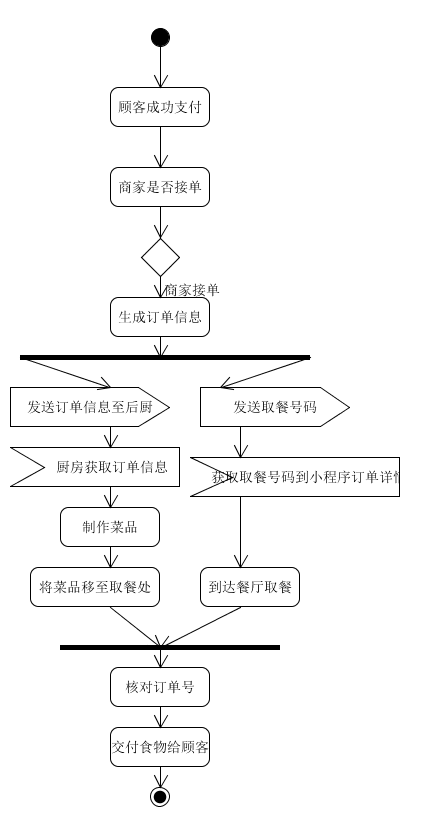 顾客成功支付
商家是否接单
商家接单
生成订单信息
发送订单信息至后厨
发送取餐号码
厨房获取订单信息
获取取餐号码到小程序订单详情
制作菜品
将菜品移至取餐处
到达餐厅取餐
核对订单号
交付食物给顾客